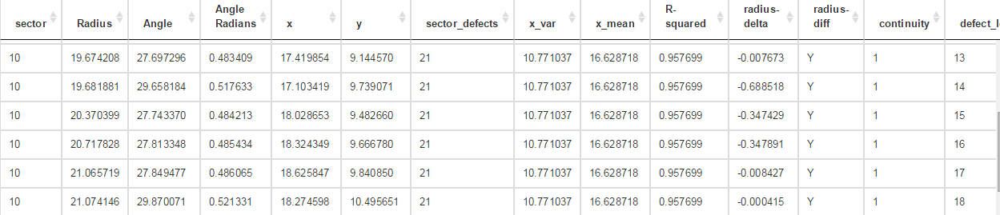 sector Radius Angle Angle Radians x y sector_defects x_var x_mean R-squared radius-delta radius-diff continuity defect_l
10 19.674208 27.697296 0.483409 17.419854 9.144570 21 10.771037 16.628718 0.957699 -0.007673 Y 1 13
10 19.681881 29.658184 0.517633 17.103419 9.739071 21 10.771037 16.628718 0.957699 -0.688518 Y 1 14
10 20.370399 27.743370 0.484213 18.028653 9.482660 21 10.771037 16.628718 0.957699 -0.347429 Y 1 15
10 20.717828 27.813348 0.485434 18.324349 9.666780 21 10.771037 16.628718 0.957699 -0.347891 Y 1 16
10 21.065719 27.849477 0.486065 18.625847 9.840850 21 10.771037 16.628718 0.957699 -0.008427 Y 1 17
10 21.074146 29.870071 0.521331 18.274598 10.495651 21 10.771037 16.628718 0.957699 -0.000415 Y 1 18